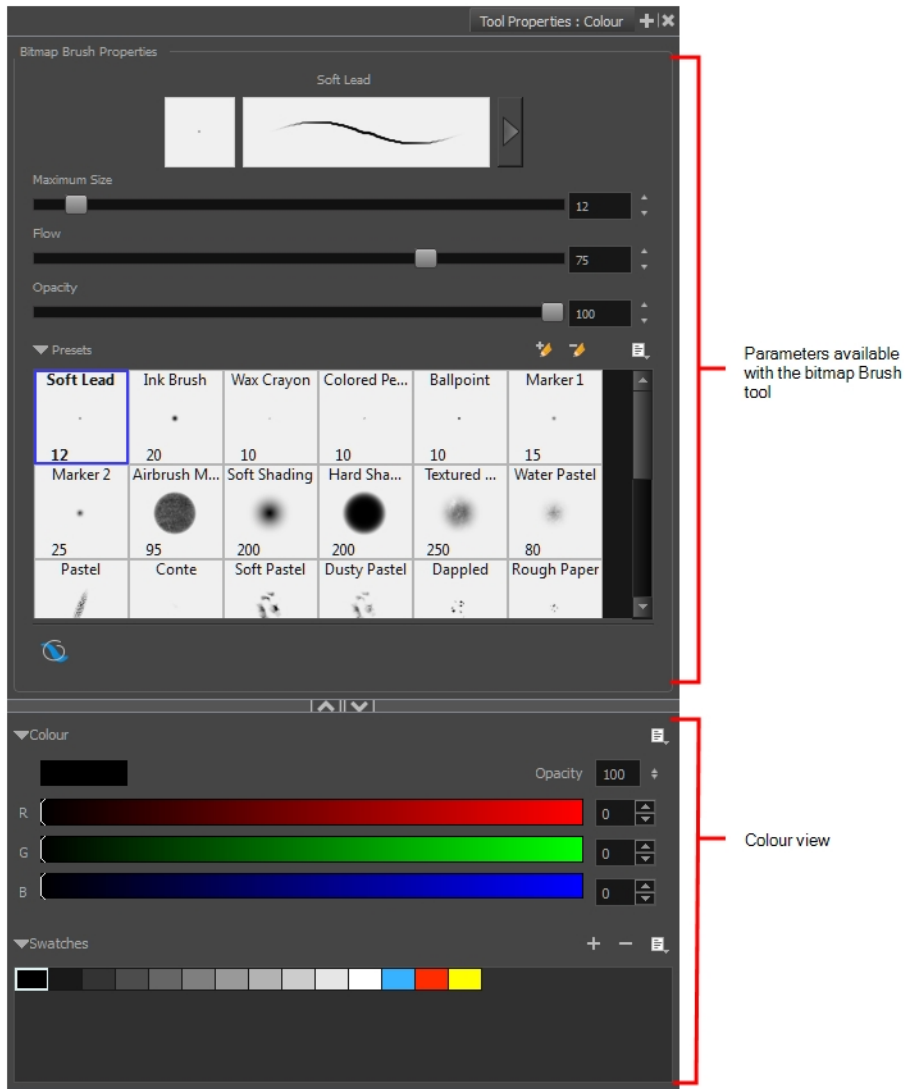 Tool Properties : Colour
Bitmap Brush Properties
Soft Lead
Maximum Size
12
Flow
75
Opacity
100
Presets
Soft Lead Ink Brush Wax Crayon Colored Pe... Ballpoint Marker 1
12 20 10 10 10 15
Marker 2 Airbrush M... Soft Shading Hard Sha... Textured ... Water Pastel
25 95 200 200 250 80
Pastel Conte Soft Pastel Dusty Pastel Dappled Rough Paper
Parameters available
with the bitmap Brush
tool
Colour
Opacity 100
R 0
G 0
B 0
Swatches
Colour view